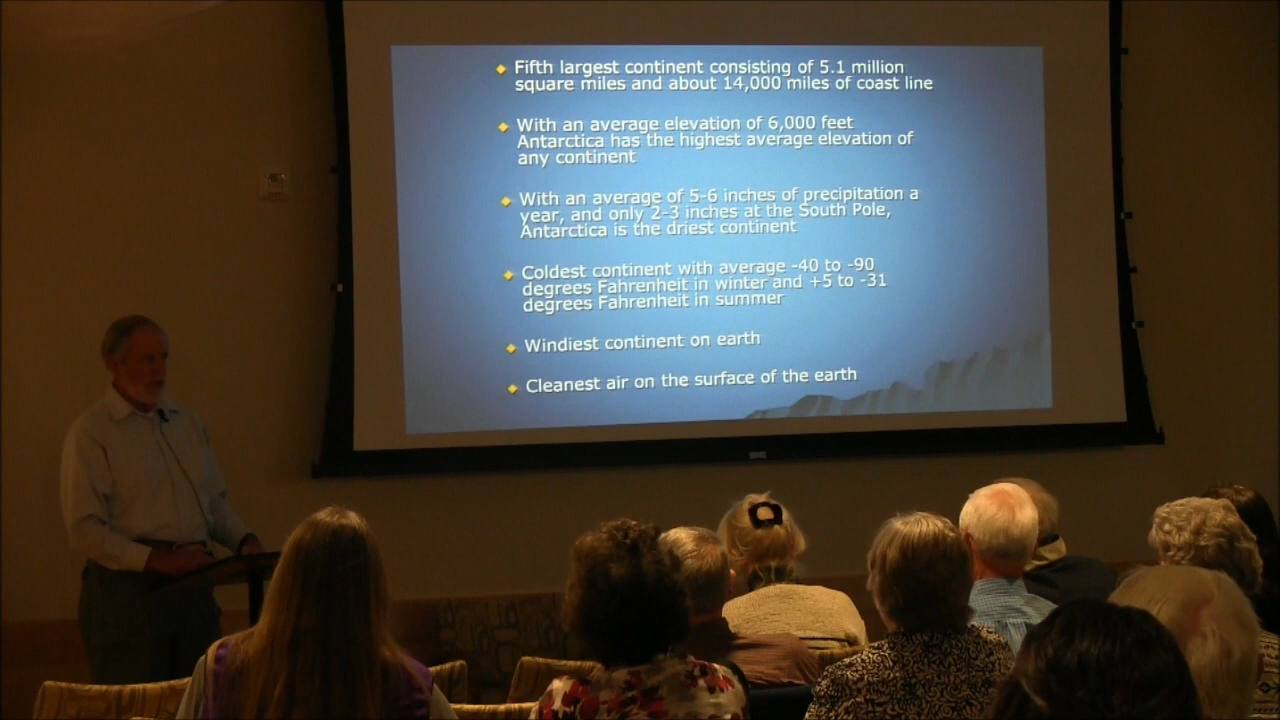 Fifth largest continent consisting of 5.1 million
square miles and about 14,000 miles of coast line
With an average elevation of 6,000 feet
Antarctica has the highest average elevation of
any continent
With an average of 5-6 inches of precipitation a
year, and only 2-3 inches at the South Pole,
Antarctica is the driest continent
Coldest continent with average -40 to -90
degrees Fahrenheit in winter and +5 to -31
degrees Fahrenheit in summer
Windiest continent on earth
Cleanest air on the surface of the earth